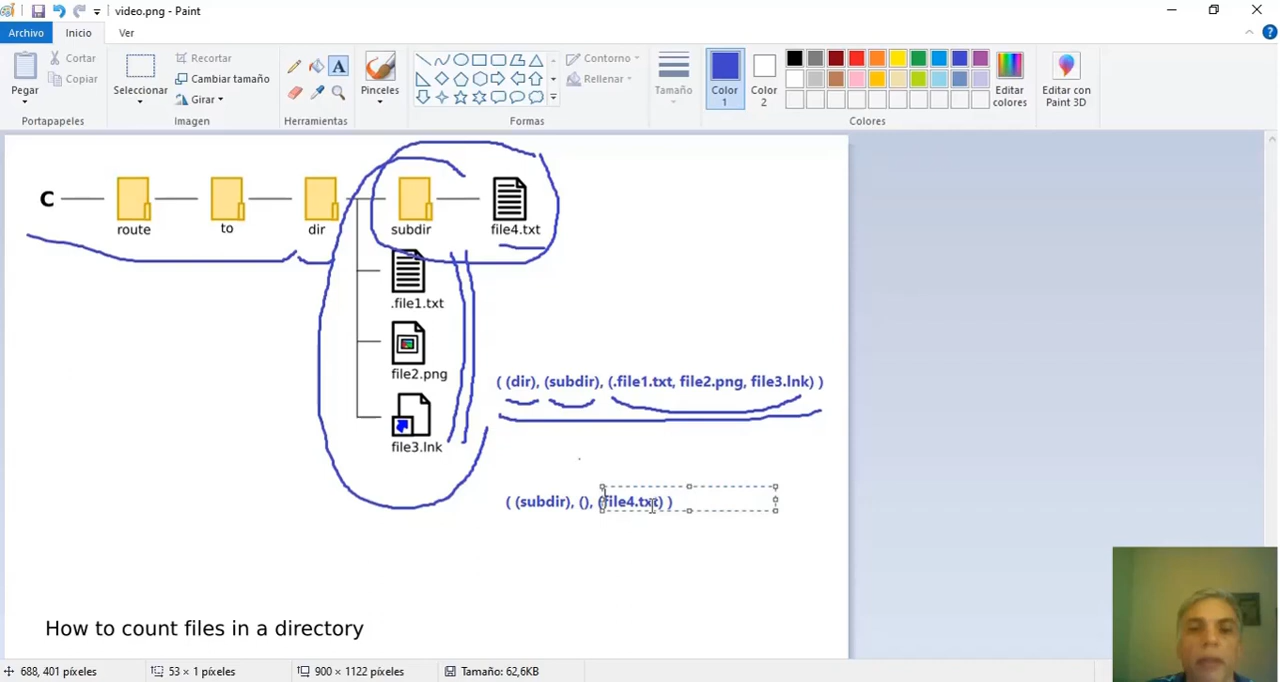 video.png - Paint
Archivo Inicio Ver
Pegar
Cortar
Copiar
Portapapeles
Seleccionar
Recortar
Cambiar tamaño
Girar
Imagen
A
Herramientas
Pinceles
Contorno
Rellenar
Formas
Tamaño
Color
1
Color
2
Editar
colores
Editar con
Paint 3D
Colores
C
route
to
dir
subdir
file4.txt
.file1.txt
file2.png
file3.lnk
( (dir), (subdir), (.file1.txt, file2.png, file3.lnk) )
( (subdir), (), (file4.txt) )
How to count files in a directory
688, 401 píxeles
53 × 1 píxeles
900 × 1122 píxeles
Tamaño: 62,6KB